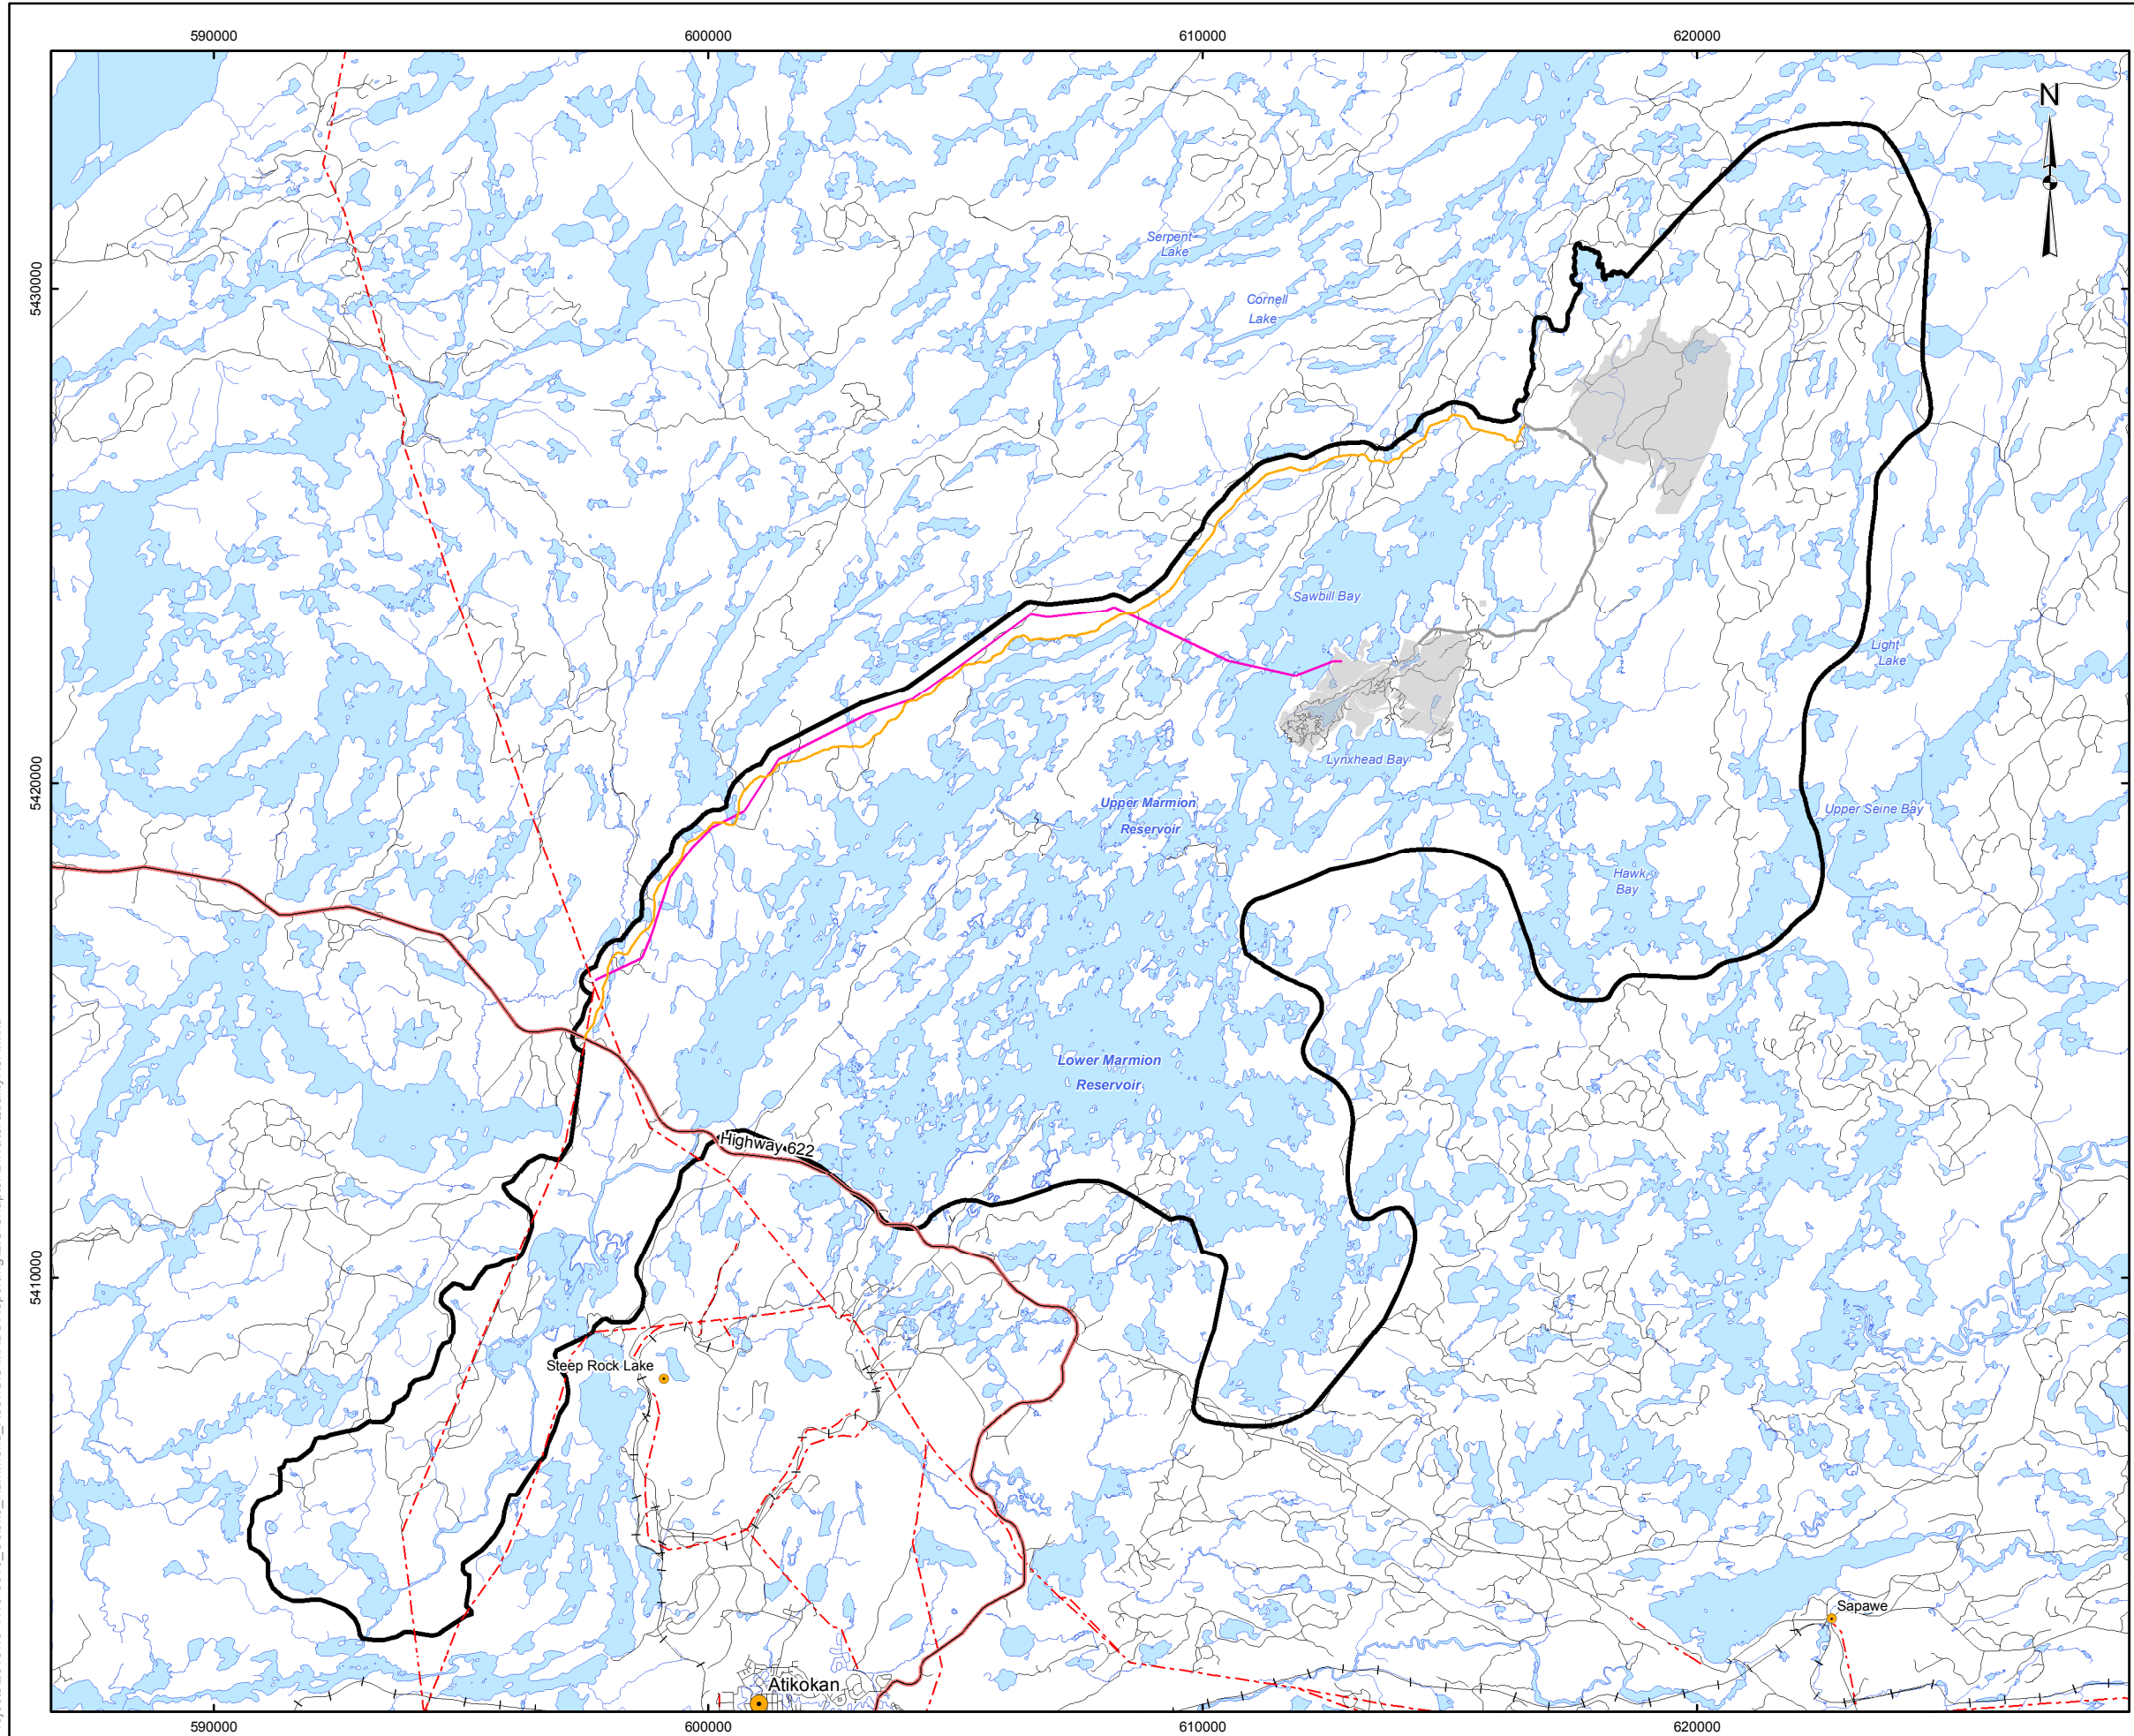 590000
600000
610000
620000
N
Serpent
Lake
5430000
Cornell
Lake
Sawbill Bay
Light
Lake
5420000
Lynxhead Bay
Upper Marmion
Reservoir
Upper Seine Bay
Hawk
Bay
Lower Marmion
Reservoir
Highway 622
5410000
Steep Rock Lake
Sapawe
Atikokan
590000
600000
610000
620000